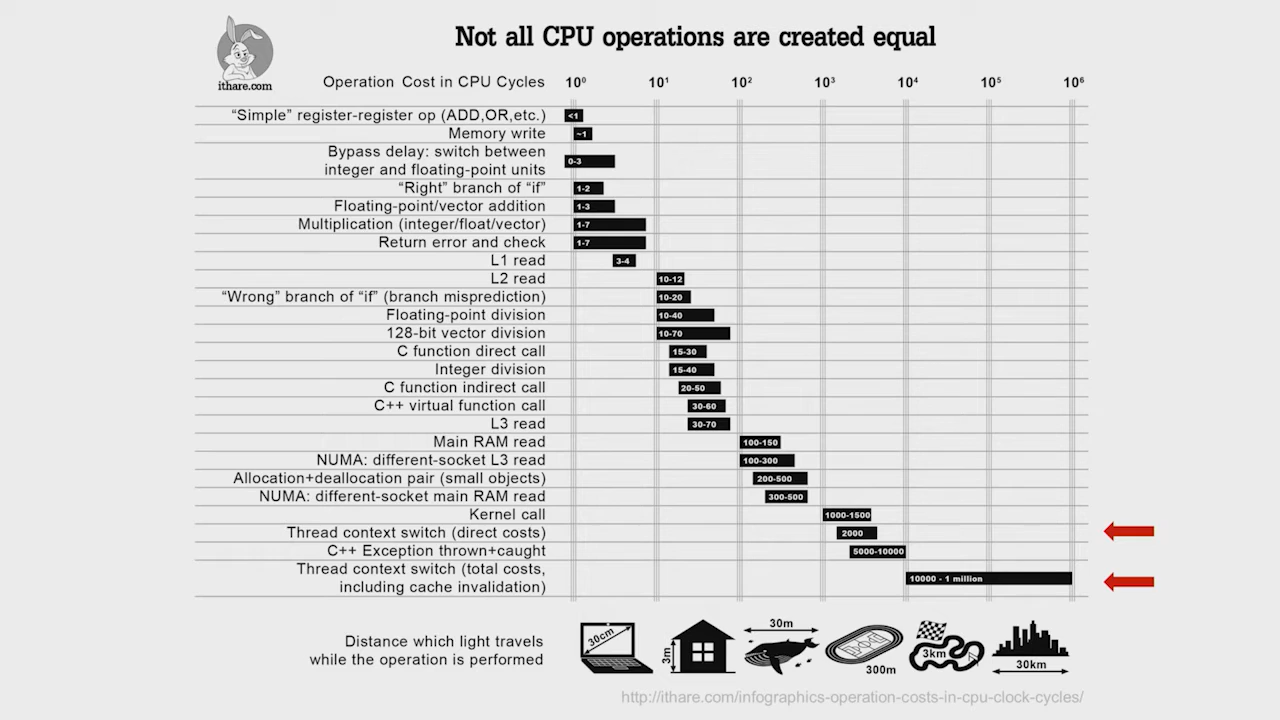 Not all CPU operations are created equal
ithare.com
Operation Cost in CPU Cycles 10⁰ 10¹ 10² 10³ 10⁴ 10⁵ 10⁶
“Simple” register-register op (ADD,OR,etc.) <1
Memory write ~1
Bypass delay: switch between
integer and floating-point units 0-3
“Right” branch of “if” 1-2
Floating-point/vector addition 1-3
Multiplication (integer/float/vector) 1-7
Return error and check 1-7
L1 read 3-4
L2 read 10-12
“Wrong” branch of “if” (branch misprediction) 10-20
Floating-point division 10-40
128-bit vector division 10-70
C function direct call 15-30
Integer division 15-40
C function indirect call 20-50
C++ virtual function call 30-60
L3 read 30-70
Main RAM read 100-150
NUMA: different-socket L3 read 100-300
Allocation+deallocation pair (small objects) 200-500
NUMA: different-socket main RAM read 300-500
Kernel call 1000-1500
Thread context switch (direct costs) 2000
C++ Exception thrown+caught 5000-10000
Thread context switch (total costs,
including cache invalidation) 10000 - 1 million
Distance which light travels
while the operation is performed
30cm
3m
30m
300m
3km
30km
http://ithare.com/infographics-operation-costs-in-cpu-clock-cycles/